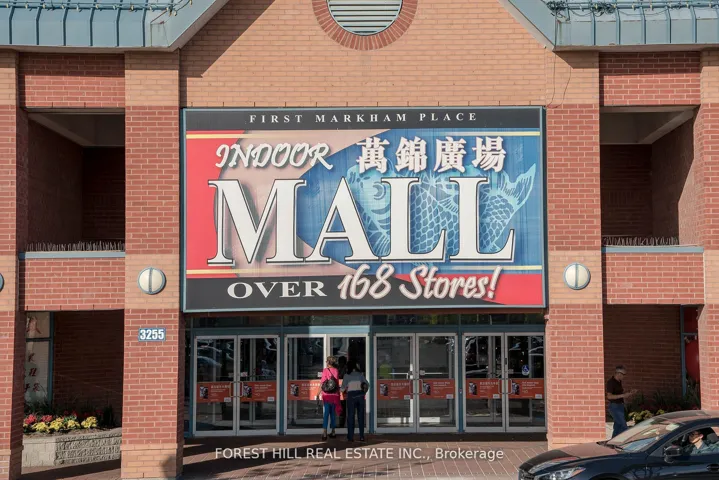 FIRST MARKHAM PLACE
INDOOR 萬錦廣場
MALL
OVER 168 Stores!
3255
FOREST HILL REAL ESTATE INC., Brokerage